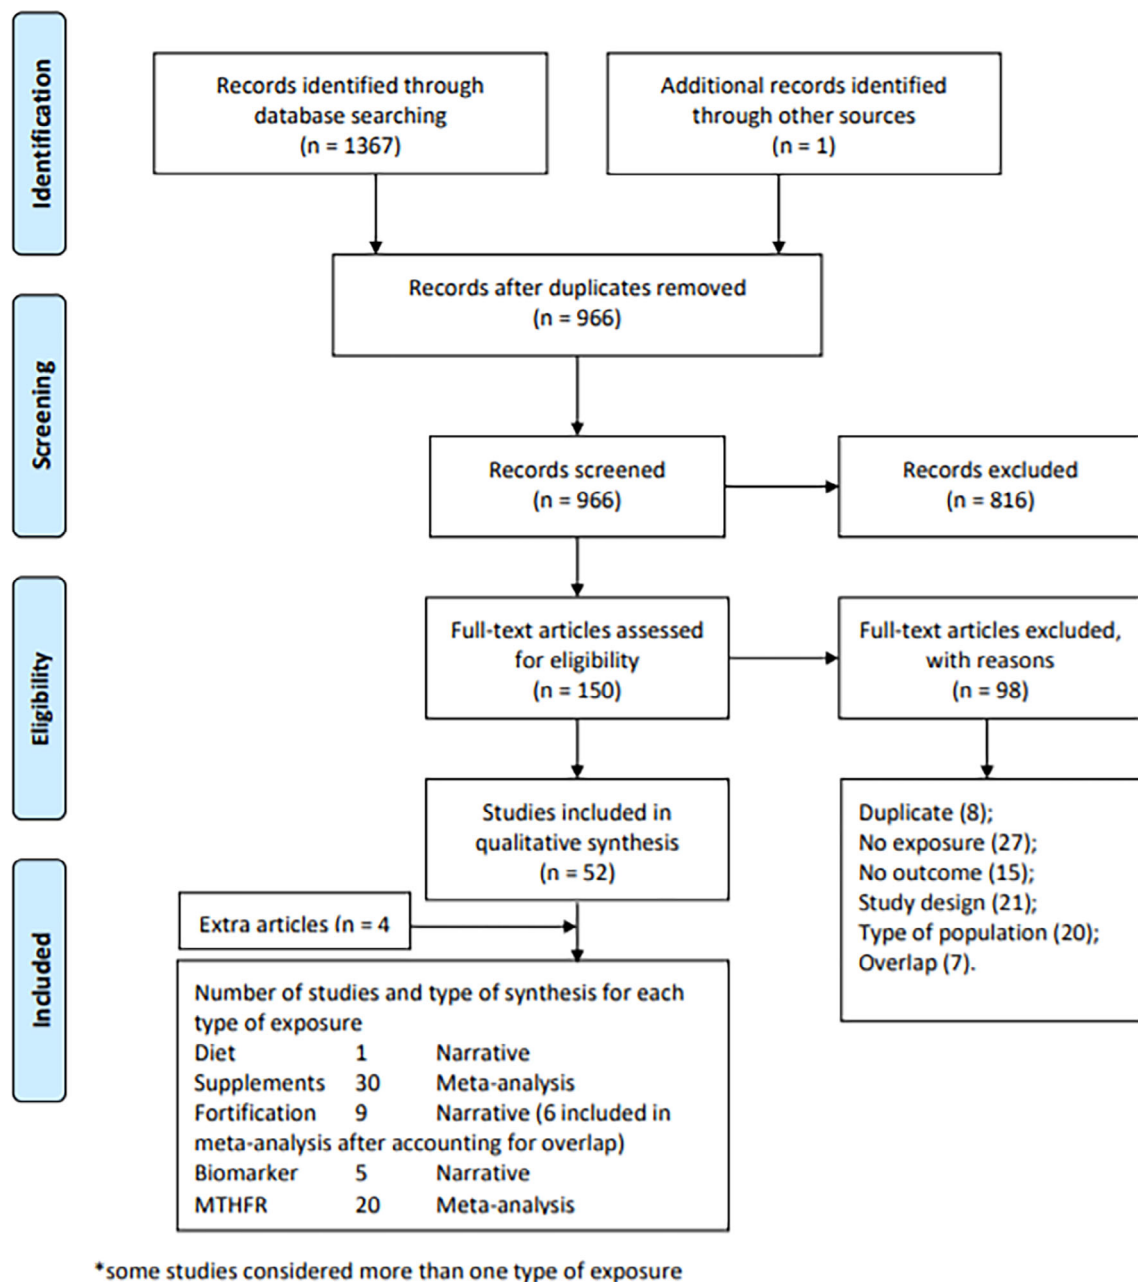 Identification
Records identified through
database searching
(n = 1367)
Additional records identified
through other sources
(n = 1)
Records after duplicates removed
(n = 966)
Screening
Records screened
(n = 966)
Records excluded
(n = 816)
Eligibility
Full-text articles assessed
for eligibility
(n = 150)
Full-text articles excluded,
with reasons
(n = 98)
Duplicate (8);
No exposure (27);
No outcome (15);
Study design (21);
Type of population (20);
Overlap (7).
Studies included in
qualitative synthesis
(n = 52)
Included
Extra articles (n = 4
Number of studies and type of synthesis for each
type of exposure
Diet 1 Narrative
Supplements 30 Meta-analysis
Fortification 9 Narrative (6 included in
meta-analysis after accounting for overlap)
Biomarker 5 Narrative
MTHFR 20 Meta-analysis
*some studies considered more than one type of exposure